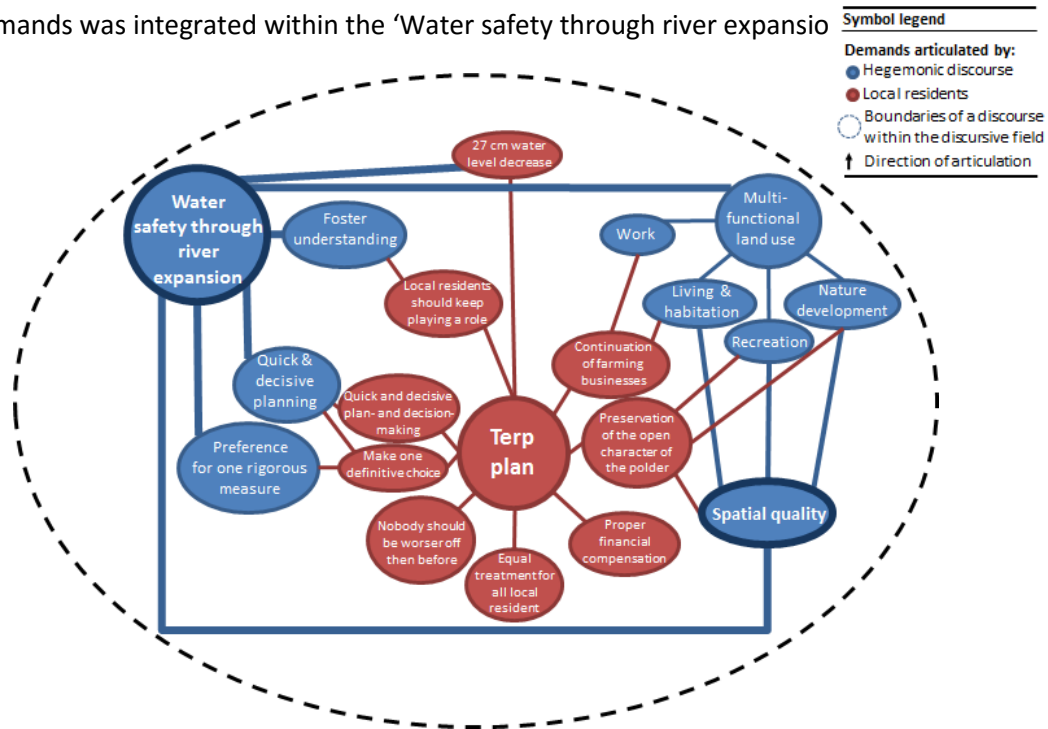 mands was integrated within the ‘Water safety through river expansio
Symbol legend
Demands articulated by:
Hegemonic discourse
Local residents
Boundaries of a discourse
within the discursive field
Direction of articulation
27 cm water
level decrease
Water
safety through
river
expansion
Foster
understanding
Multi-
functional
land use
Work
Local residents
should keep
playing a role
Living &
habitation
Nature
development
Recreation
Continuation
of farming
businesses
Quick &
decisive
planning
Quick and decisive
plan- and decision-
making
Preservation
of the open
character of
the polder
Terp
plan
Preference
for one rigorous
measure
Make one
definitive choice
Spatial quality
Nobody should
be worser off
then before
Proper
financial
compensation
Equal
treatment for
all local
resident